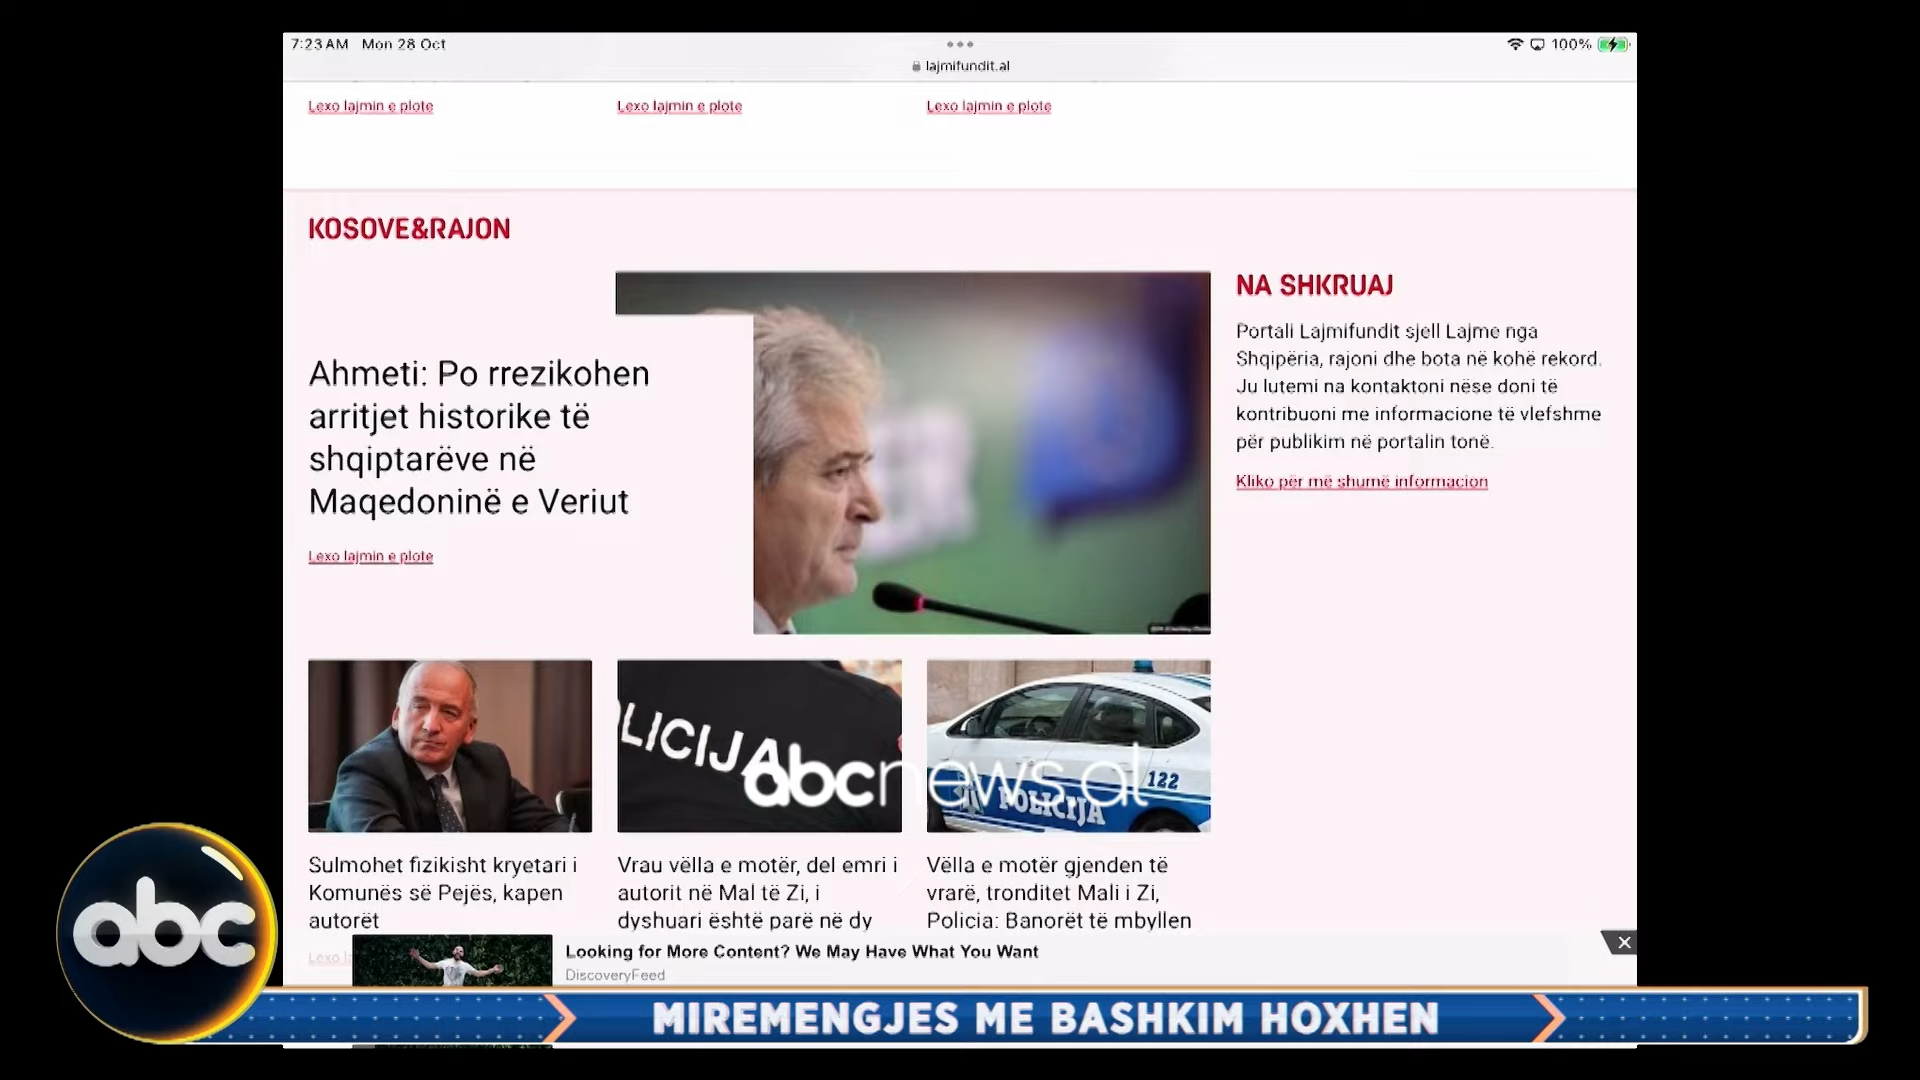 7:23 AM Mon 28 Oct
100%
lajmifundit.al
Lexo lajmin e plote
Lexo lajmin e plote
Lexo lajmin e plote
KOSOVE&RAJON
Ahmeti: Po rrezikohen
arritjet historike të
shqiptarëve në
Maqedoninë e Veriut
Lexo lajmin e plote
NA SHKRUAJ
Portali Lajmifundit sjell Lajme nga
Shqipëria, rajoni dhe bota në kohë rekord.
Ju lutemi na kontaktoni nëse doni të
kontribuoni me informacione të vlefshme
për publikim në portalin tonë.
Kliko për më shumë informacion
LICIJA
122
POLICIJA
abcnews.al
Sulmohet fizikisht kryetari i
Komunës së Pejës, kapen
autorët
Vrau vëlla e motër, del emri i
autorit në Mal të Zi, i
dyshuari është parë në dy
Vëlla e motër gjenden të
vrarë, tronditet Mali i Zi,
Policia: Banorët të mbyllen
Lexo
Looking for More Content? We May Have What You Want
DiscoveryFeed
abc
MIREMENGJES ME BASHKIM HOXHEN